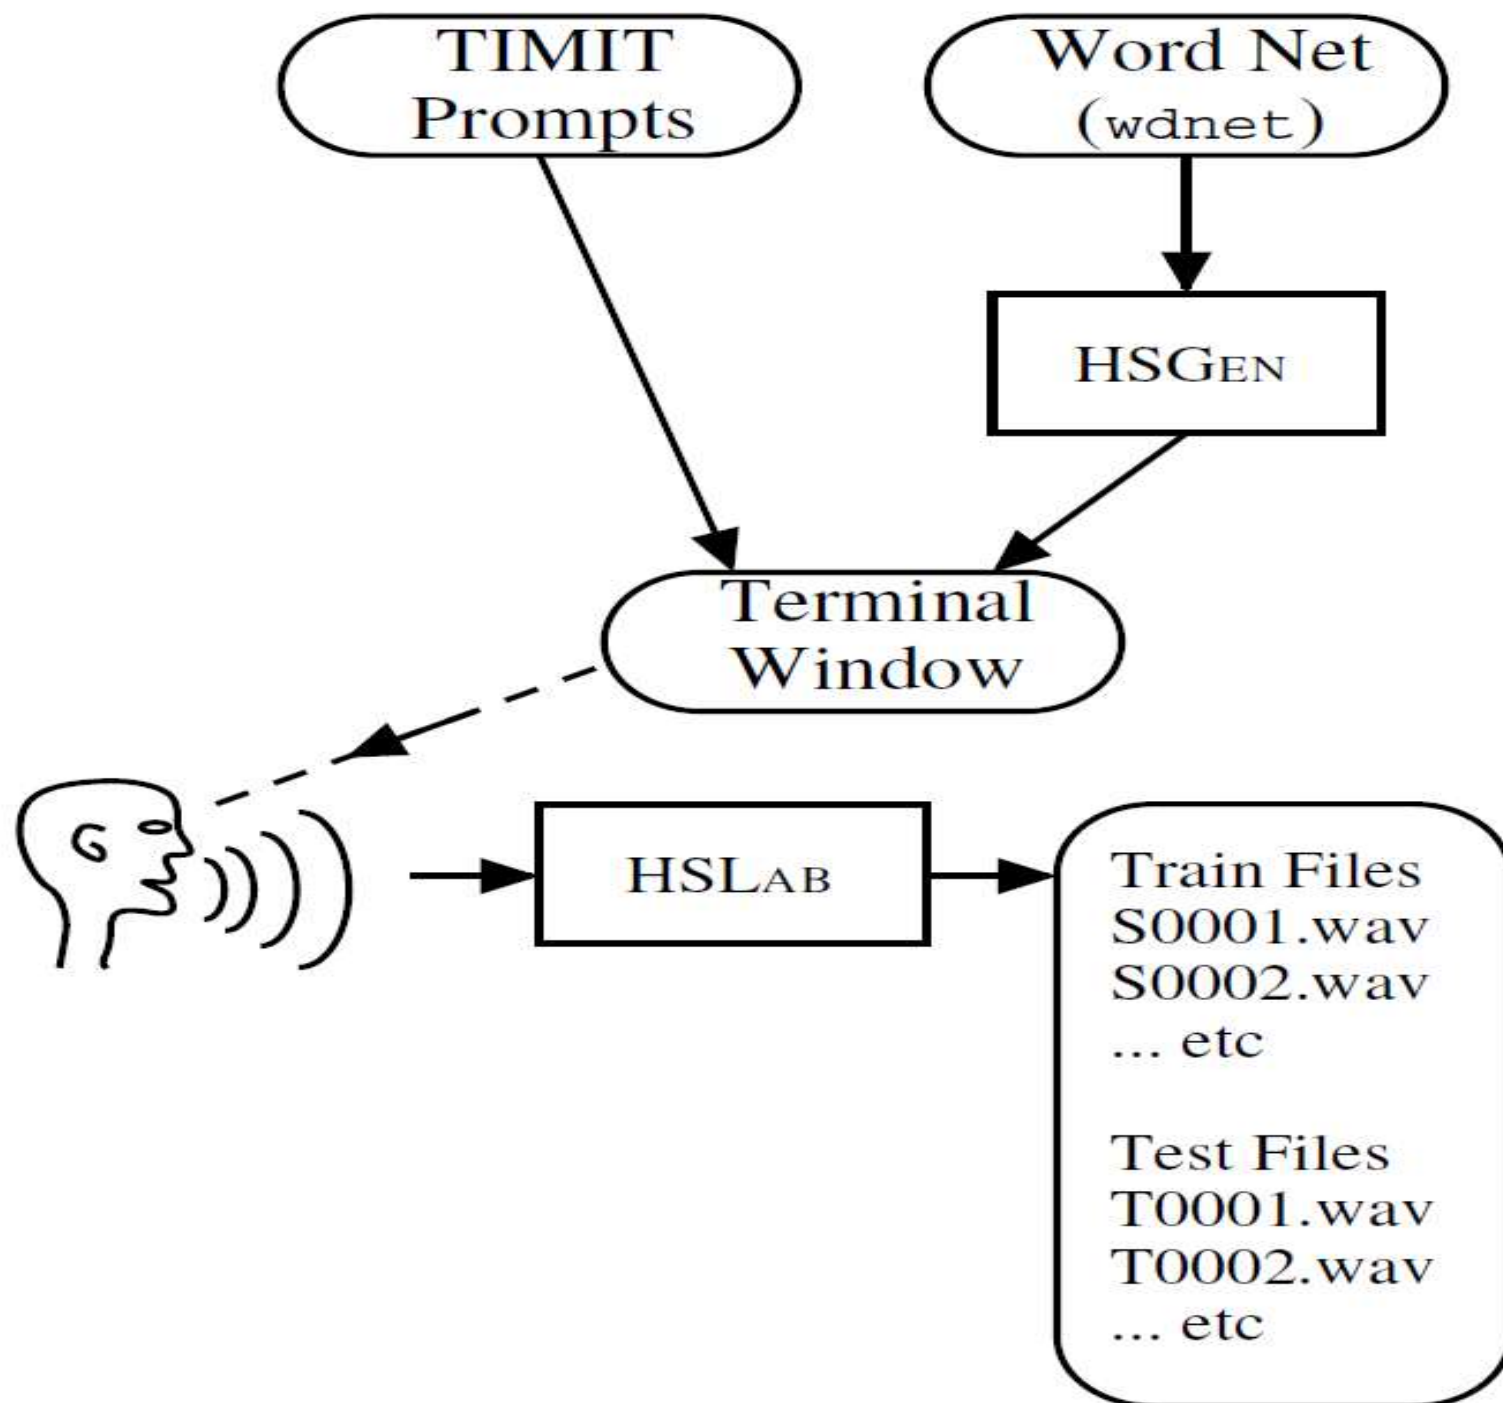 TIMIT
Prompts
Word Net
(wdnet)
HSGEN
Terminal
Window
HSLAB
Train Files
S0001.wav
S0002.wav
... etc
Test Files
T0001.wav
T0002.wav
... etc